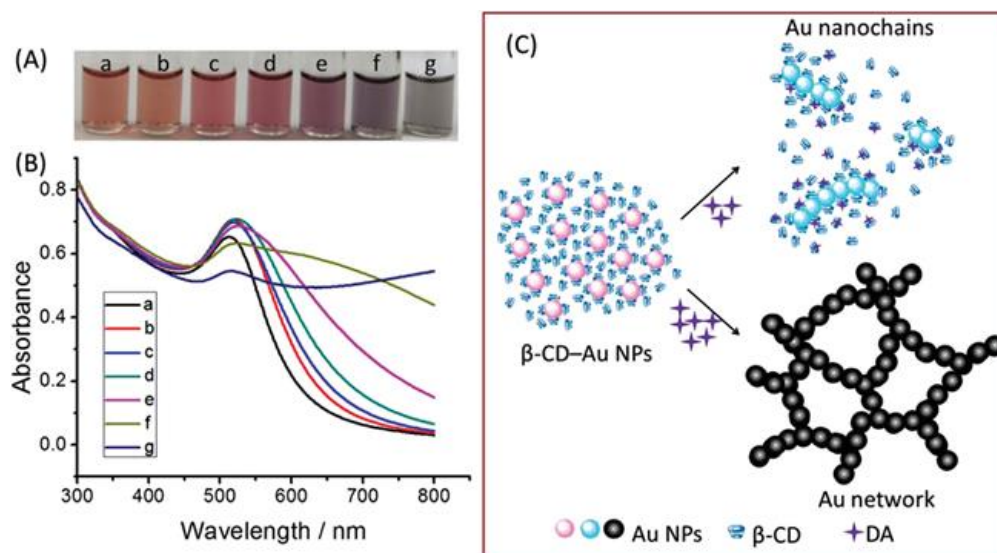 (A)
a b c d e f g
(B)
0.8
0.6
0.4
0.2
0.0
Absorbance
a
b
c
d
e
f
g
300 400 500 600 700 800
Wavelength / nm
(C)
Au nanochains
β-CD–Au NPs
Au network
Au NPs β-CD DA